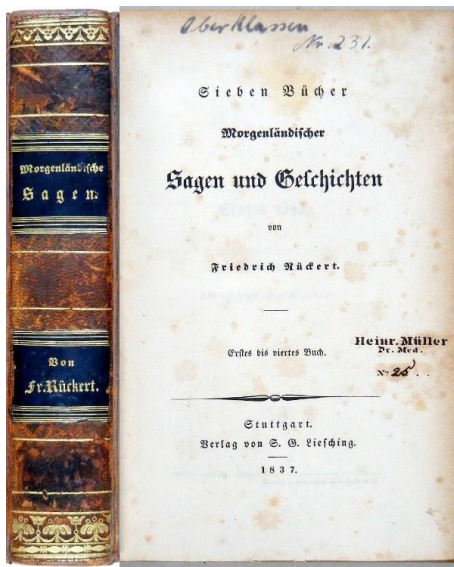 Morgenländische
Sagen.
Von
Fr. Rückert.
Oberklassen
Nr. 231.
Sieben Bücher
Morgenländischer
Sagen und Geschichten
von
Friedrich Rückert.
Erstes bis viertes Buch.
Heinr. Müller
Dr. Med.
No 25
Stuttgart.
Verlag von S. G. Liesching.
1837.